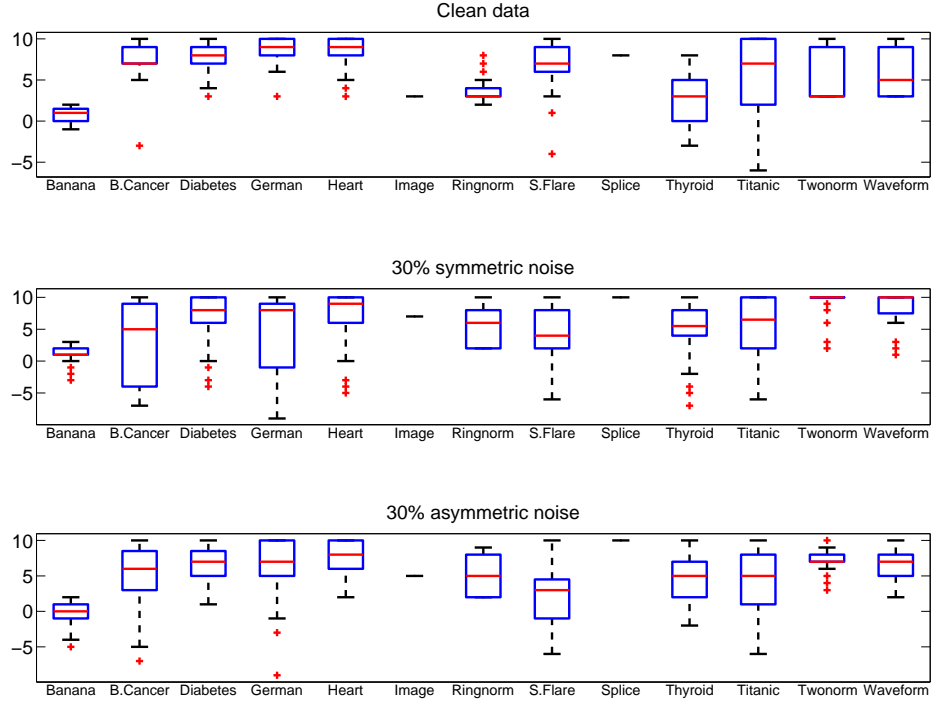 Clean data
10
5
0
−5
Banana B.Cancer Diabetes German Heart Image Ringnorm S.Flare Splice Thyroid Titanic Twonorm Waveform
30% symmetric noise
10
5
0
−5
Banana B.Cancer Diabetes German Heart Image Ringnorm S.Flare Splice Thyroid Titanic Twonorm Waveform
30% asymmetric noise
10
5
0
−5
Banana B.Cancer Diabetes German Heart Image Ringnorm S.Flare Splice Thyroid Titanic Twonorm Waveform